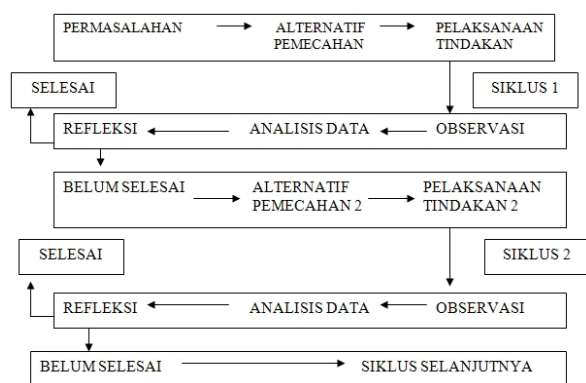 PERMASALAHAN ALTERNATIF PELAKSANAAN
PEMECAHAN TINDAKAN
SELESAI SIKLUS 1
REFLEKSI ANALISIS DATA OBSERVASI
BELUM SELESAI ALTERNATIF PELAKSANAAN
PEMECAHAN 2 TINDAKAN 2
SELESAI SIKLUS 2
REFLEKSI ANALISIS DATA OBSERVASI
BELUM SELESAI SIKLUS SELANJUTNYA